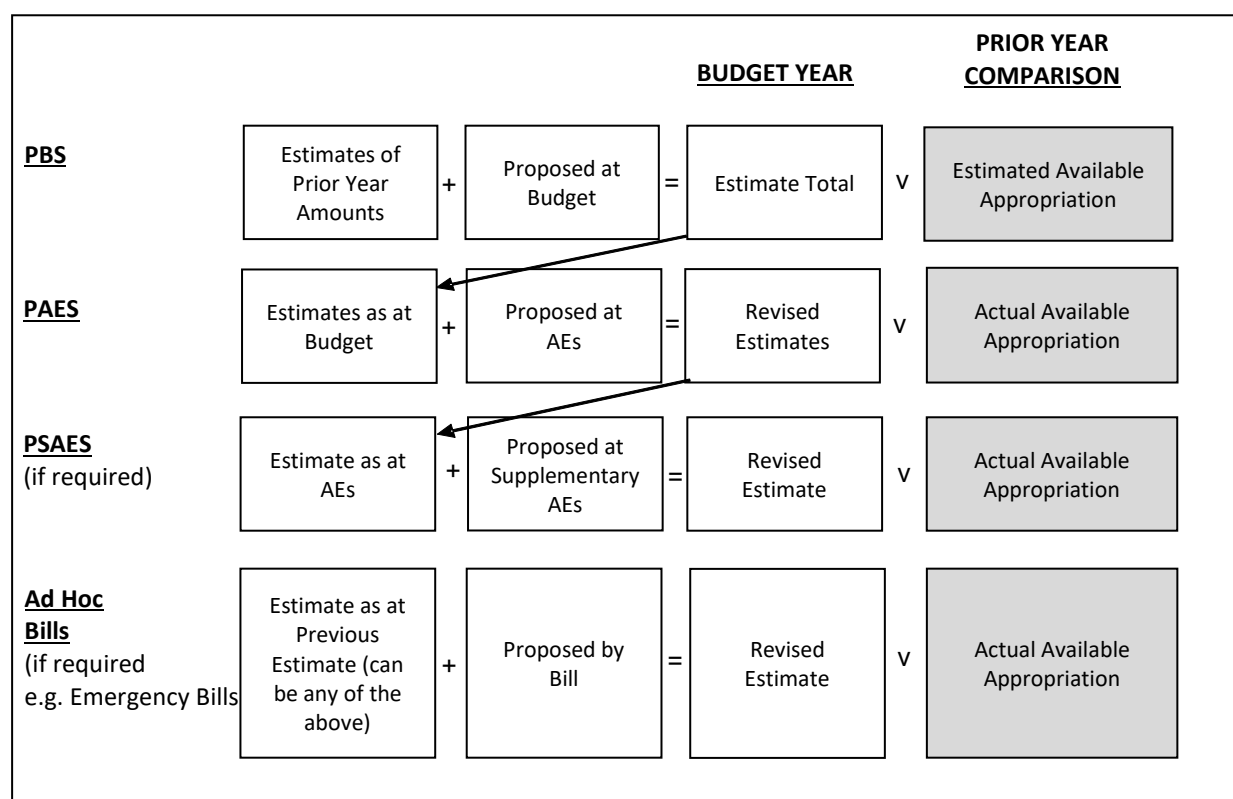 PRIOR YEAR
COMPARISON
BUDGET YEAR
PBS
Estimates of
Prior Year
Amounts
+
Proposed at
Budget
=
Estimate Total
v
Estimated Available
Appropriation
PAES
Estimates as at
Budget
+
Proposed at
AEs
=
Revised
Estimates
v
Actual Available
Appropriation
PSAES
(if required)
Estimate as at
AEs
+
Proposed at
Supplementary
AEs
=
Revised
Estimate
v
Actual Available
Appropriation
Ad Hoc
Bills
(if required
e.g. Emergency Bills
Estimate as at
Previous
Estimate (can
be any of the
above)
+
Proposed by
Bill
=
Revised
Estimate
v
Actual Available
Appropriation